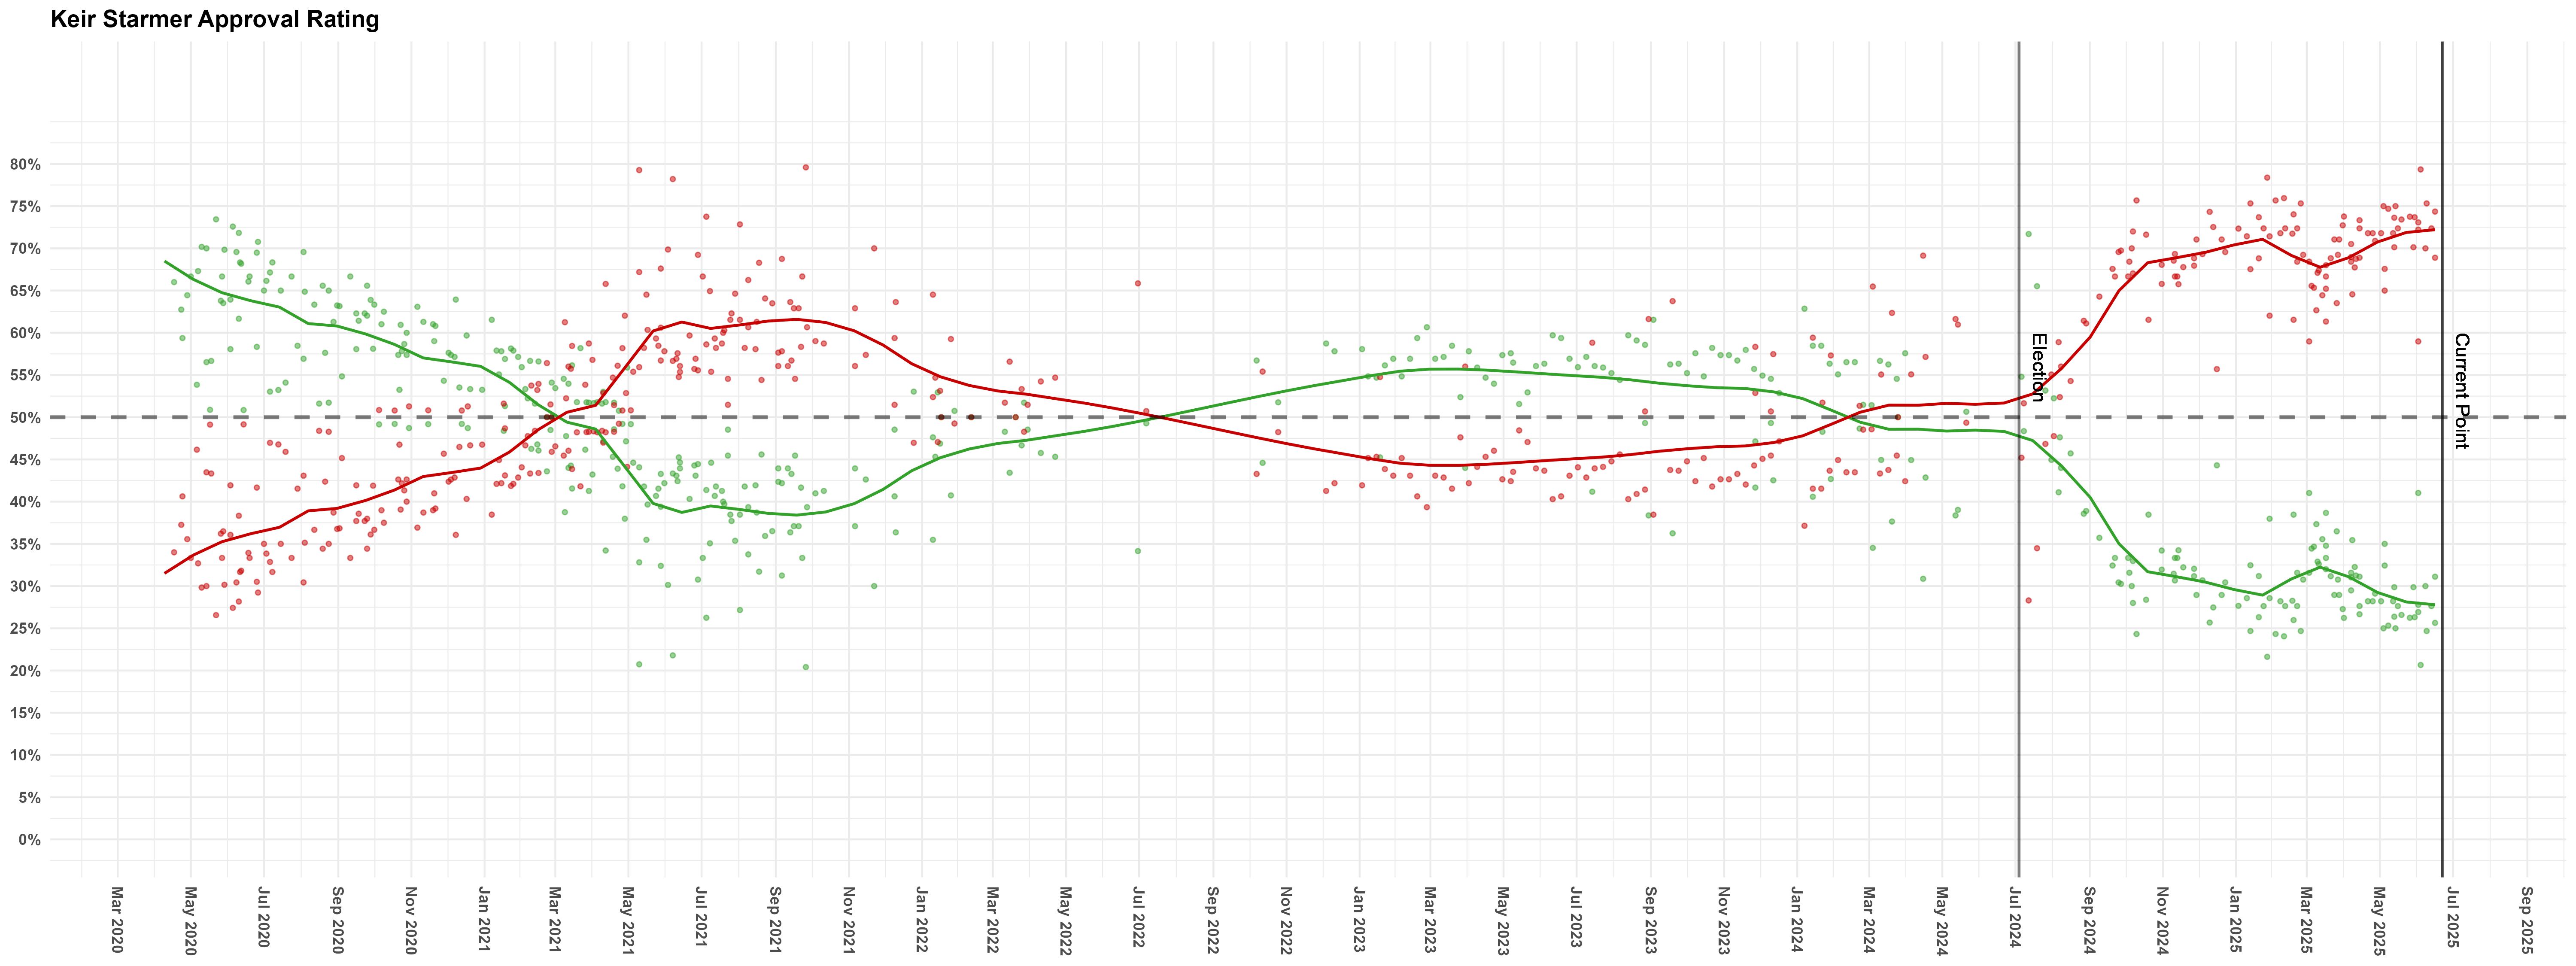 Keir Starmer Approval Rating
80%
75%
70%
65%
60%
55%
50%
45%
40%
35%
30%
25%
20%
15%
10%
5%
0%
Election
Current Point
Mar 2020
May 2020
Jul 2020
Sep 2020
Nov 2020
Jan 2021
Mar 2021
May 2021
Jul 2021
Sep 2021
Nov 2021
Jan 2022
Mar 2022
May 2022
Jul 2022
Sep 2022
Nov 2022
Jan 2023
Mar 2023
May 2023
Jul 2023
Sep 2023
Nov 2023
Jan 2024
Mar 2024
May 2024
Jul 2024
Sep 2024
Nov 2024
Jan 2025
Mar 2025
May 2025
Jul 2025
Sep 2025